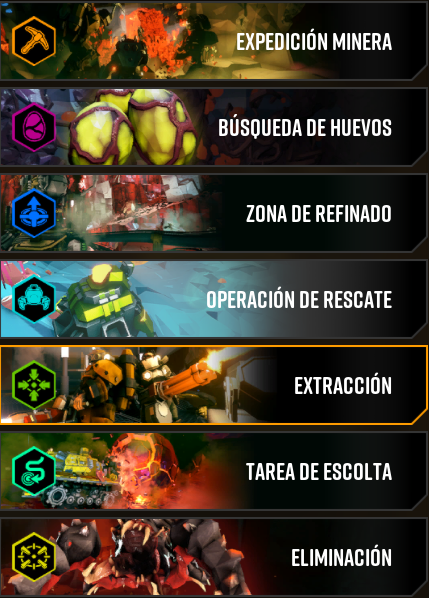 EXPEDICIÓN MINERA
BÚSQUEDA DE HUEVOS
ZONA DE REFINADO
OPERACIÓN DE RESCATE
EXTRACCIÓN
TAREA DE ESCOLTA
ELIMINACIÓN